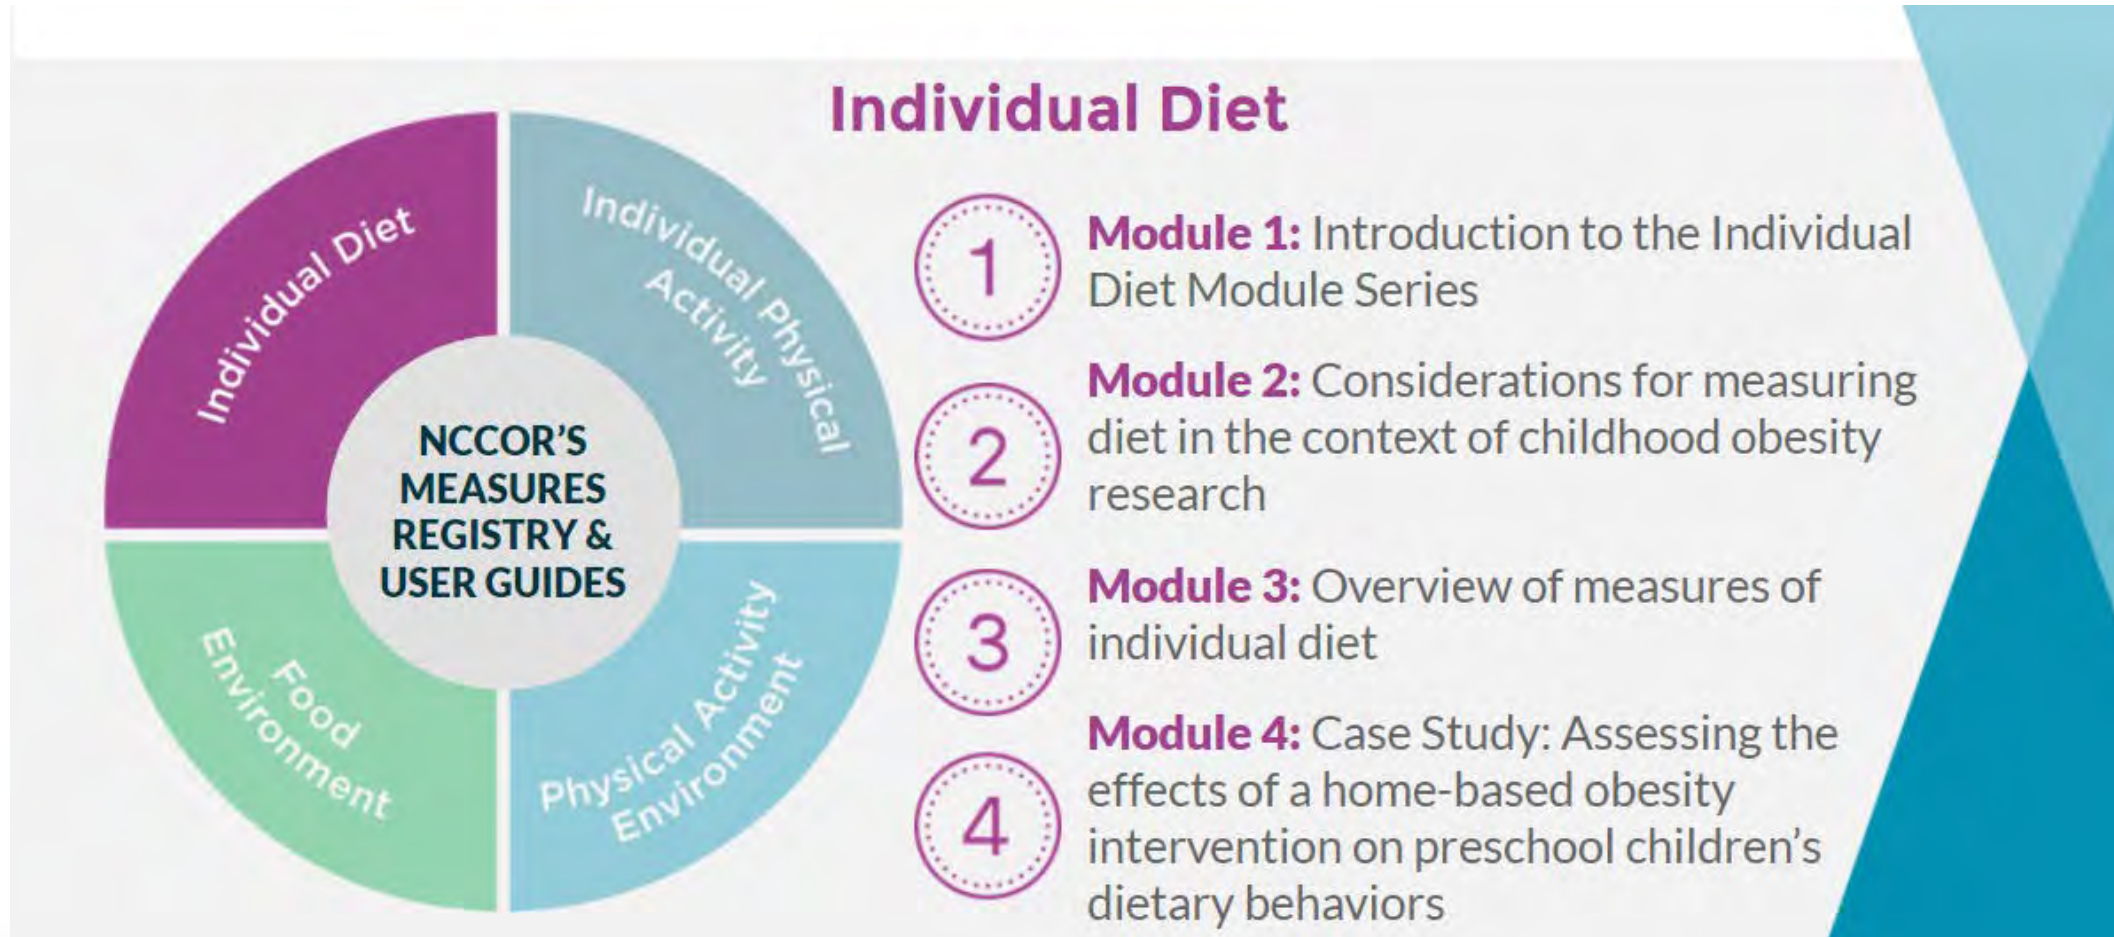 Individual Diet
Individual Diet
Individual Physical
Activity
NCCOR'S
MEASURES
REGISTRY &
USER GUIDES
Food
Environment
Physical Activity
Environment
1
Module 1: Introduction to the Individual
Diet Module Series
2
Module 2: Considerations for measuring
diet in the context of childhood obesity
research
3
Module 3: Overview of measures of
individual diet
4
Module 4: Case Study: Assessing the
effects of a home-based obesity
intervention on preschool children's
dietary behaviors